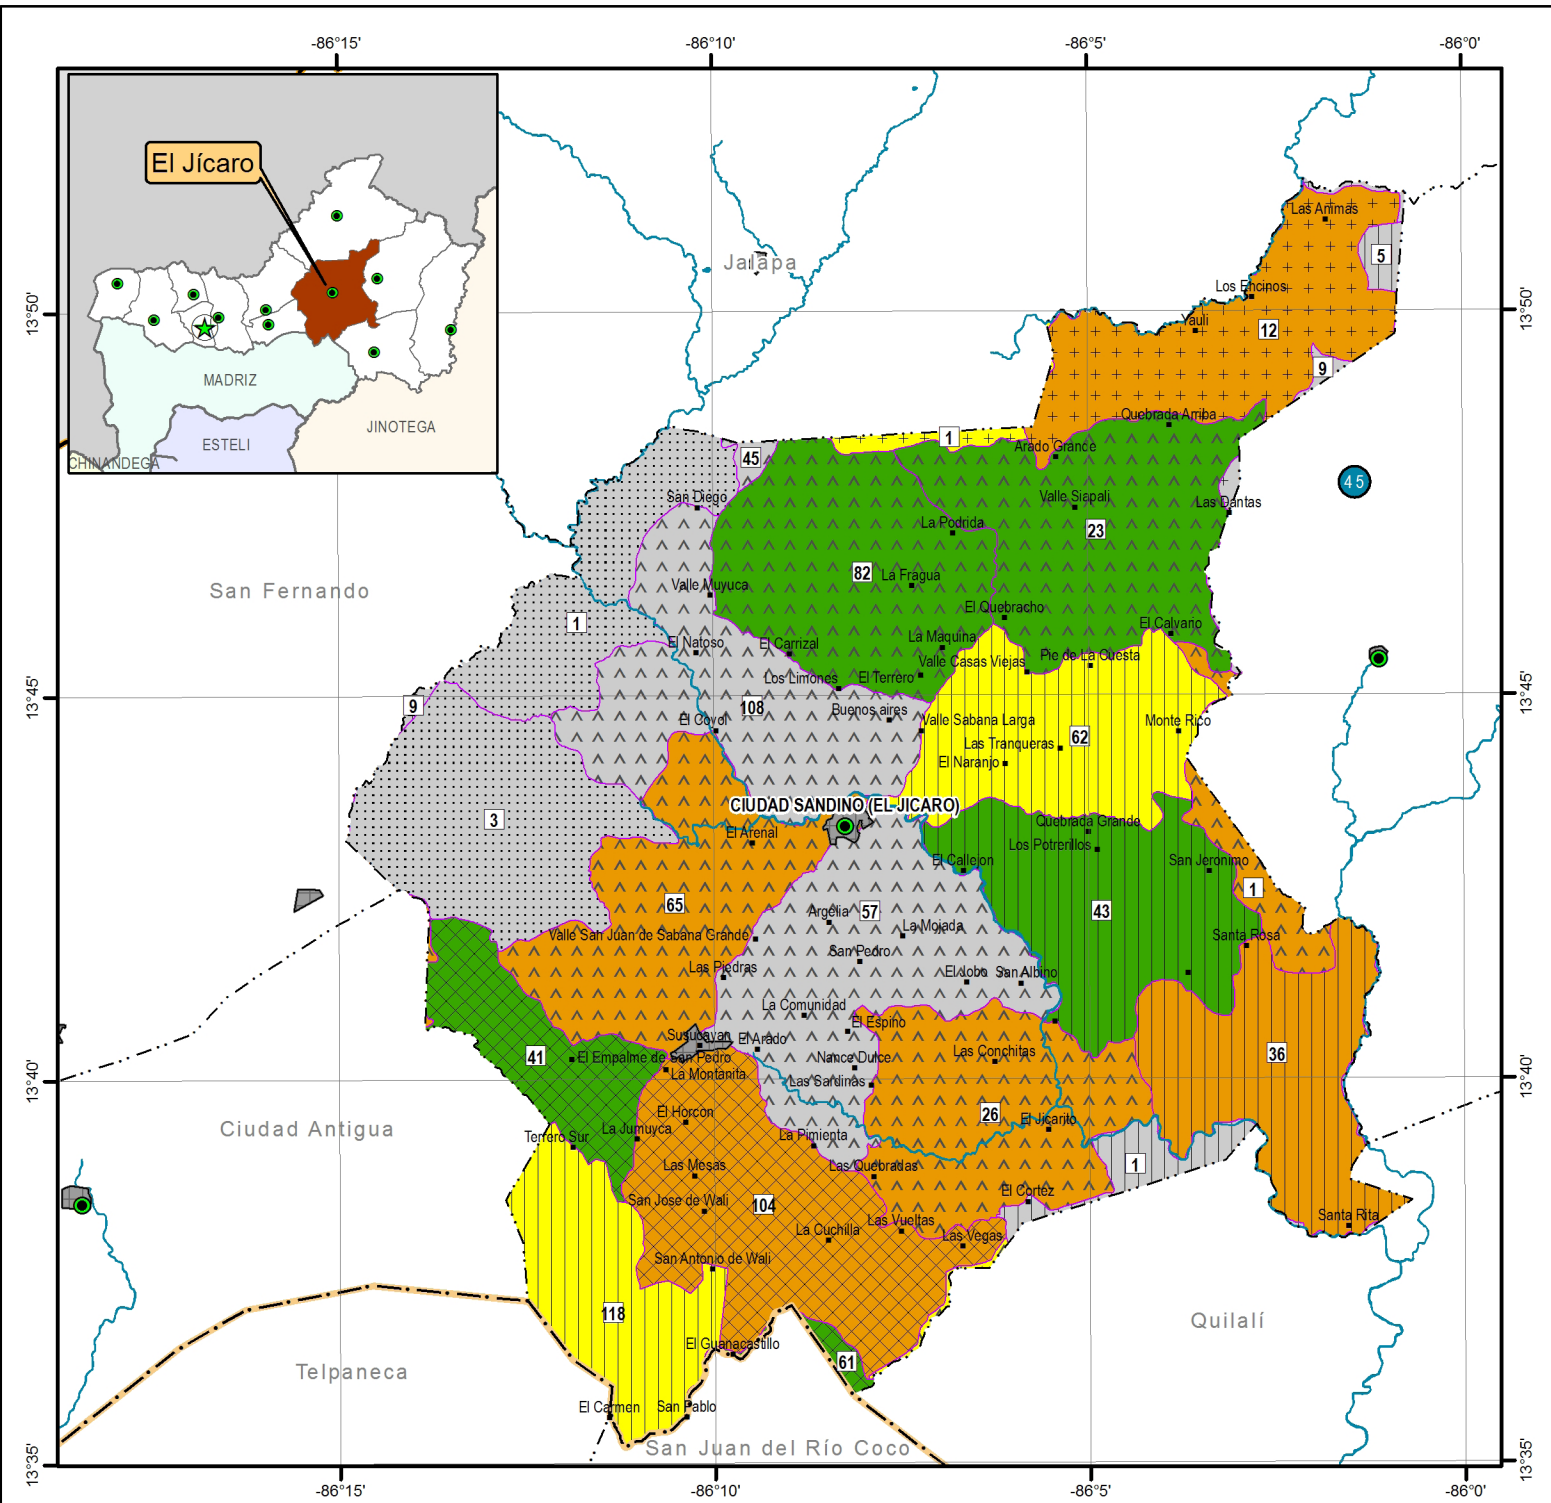 -86°15'
-86°10'
-86°5'
-86°0'
El Jícaro
MADRIZ
ESTELI
JINOTEGA
CHINANDEGA
13°50'
13°50'
Jalapa
Las Animas
5
Los Encinos
Yauli
12
9
Quebrada Arriba
1
Arado Grande
45
45
San Diego
Valle Siapali
Las Dantas
La Podrida
23
82
La Fragua
Valle Muyuca
San Fernando
El Quebracho
1
El Calvario
La Maquina
El Natoso
El Carrizal
Pie de La Cuesta
Valle Casas Viejas
Los Limones
El Terrero
13°45'
13°45'
9
108
Buenos aires
El Coyol
Valle Sabana Larga
Monte Rico
62
Las Tranqueras
El Naranjo
CIUDAD SANDINO (EL JICARO)
3
El Arenal
Quebrada Grande
Los Potrerillos
El Callejon
San Jeronimo
1
65
57
43
Argelia
La Mojada
Valle San Juan de Sabana Grande
Santa Rosa
San Pedro
Las Piedras
El Lobo
San Albino
La Comunidad
El Espino
Susucayan
El Arado
41
El Empalme de San Pedro
Nance Dulce
Las Conchitas
36
La Montanita
Las Sardinas
13°40'
13°40'
El Horcon
26
El Jicarito
Ciudad Antigua
La Jumuyca
Terrero Sur
La Pimienta
1
Las Mesas
Las Quebradas
San Jose de Wali
104
El Cortez
Santa Rita
La Cuchilla
Las Vueltas
Las Vegas
San Antonio de Wali
118
Quilalí
El Guanacastillo
61
Telpaneca
El Carmen
San Pablo
San Juan del Río Coco
13°35'
13°35'
-86°15'
-86°10'
-86°5'
-86°0'